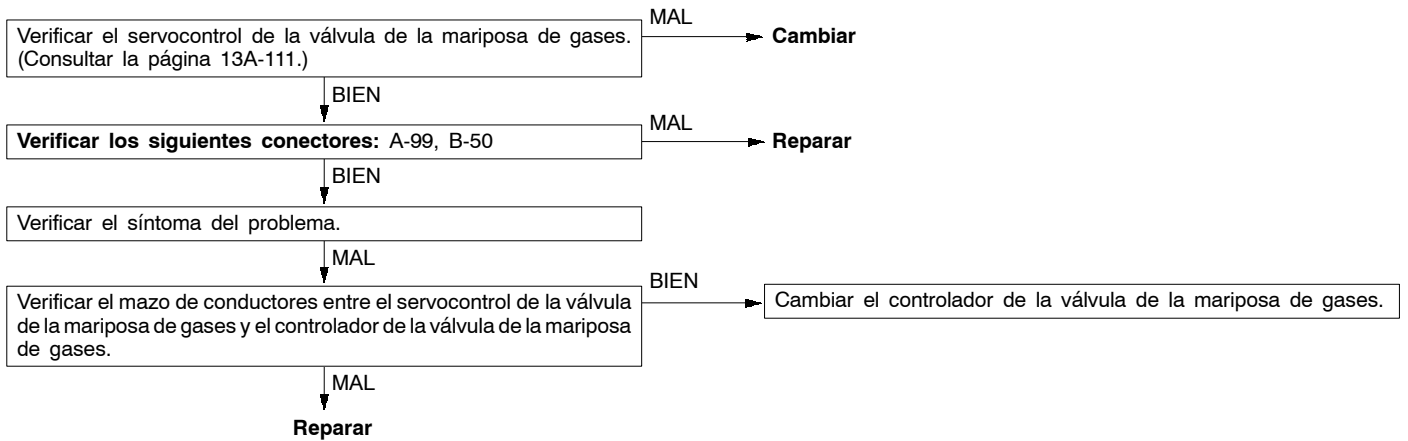 Verificar el servocontrol de la válvula de la mariposa de gases.
(Consultar la página 13A-111.)
MAL
Cambiar
BIEN
Verificar los siguientes conectores: A-99, B-50
MAL
Reparar
BIEN
Verificar el síntoma del problema.
MAL
Verificar el mazo de conductores entre el servocontrol de la válvula
de la mariposa de gases y el controlador de la válvula de la mariposa
de gases.
BIEN
Cambiar el controlador de la válvula de la mariposa de gases.
MAL
Reparar